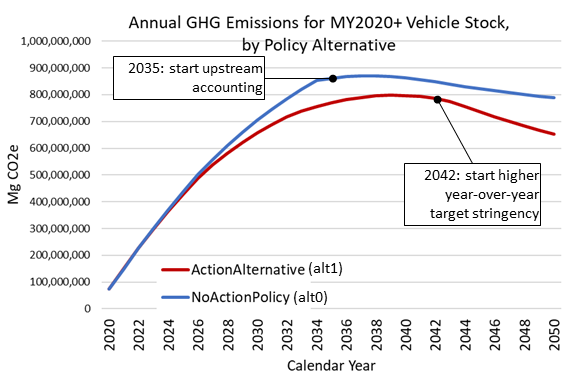 Annual GHG Emissions for MY2020+ Vehicle Stock,
by Policy Alternative
Mg CO2e
1,000,000,000
900,000,000
800,000,000
700,000,000
600,000,000
500,000,000
400,000,000
300,000,000
200,000,000
100,000,000
0
2035: start upstream
accounting
2042: start higher
year-over-year
target stringency
ActionAlternative (alt1)
NoActionPolicy (alt0)
2020
2022
2024
2026
2028
2030
2032
2034
2036
2038
2040
2042
2044
2046
2048
2050
Calendar Year